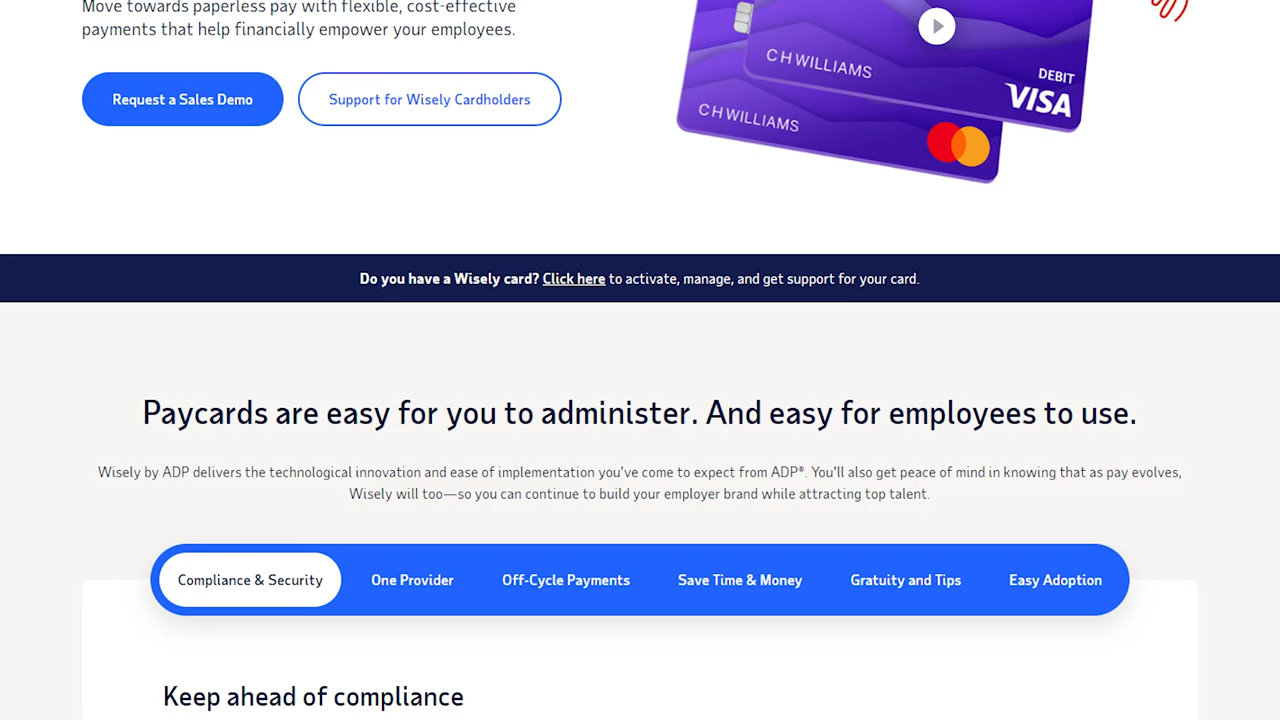 Move towards paperless pay with flexible, cost-effective
payments that help financially empower your employees.
Request a Sales Demo
Support for Wisely Cardholders
C H WILLIAMS
DEBIT
VISA
C H WILLIAMS
Do you have a Wisely card? Click here to activate, manage, and get support for your card.
Paycards are easy for you to administer. And easy for employees to use.
Wisely by ADP delivers the technological innovation and ease of implementation you've come to expect from ADP®. You'll also get peace of mind in knowing that as pay evolves,
Wisely will too—so you can continue to build your employer brand while attracting top talent.
Compliance & Security
One Provider
Off-Cycle Payments
Save Time & Money
Gratuity and Tips
Easy Adoption
Keep ahead of compliance